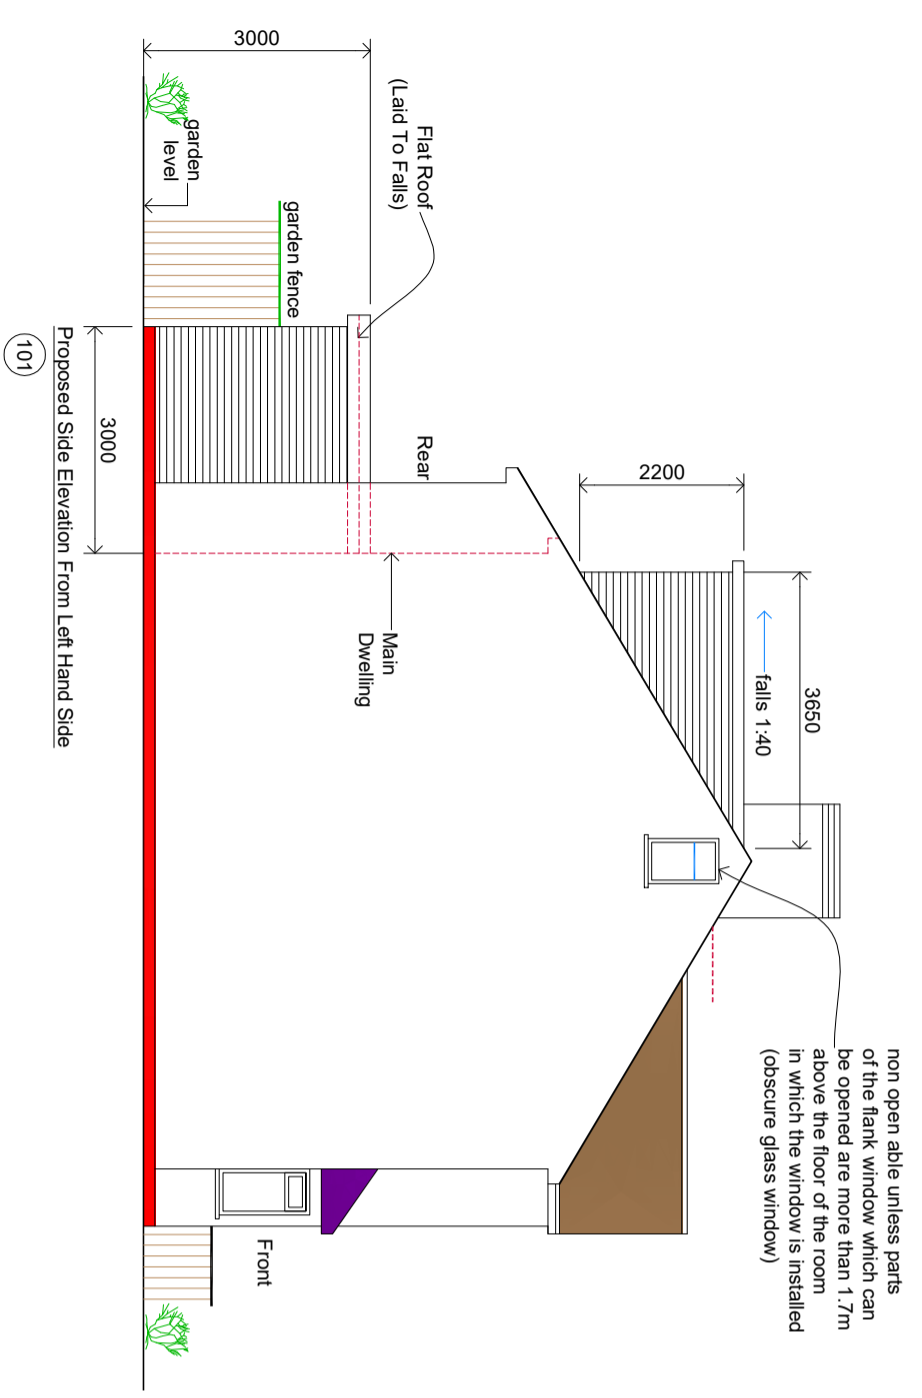 non open able unless parts
of the flank window which can
be opened are more than 1.7m
above the floor of the room
in which the window is installed
(obscure glass window)
3650
falls 1:40
2200
Flat Roof
(Laid To Falls)
3000
Rear
Main
Dwelling
garden fence
garden
level
Front
3000
Proposed Side Elevation From Left Hand Side
101